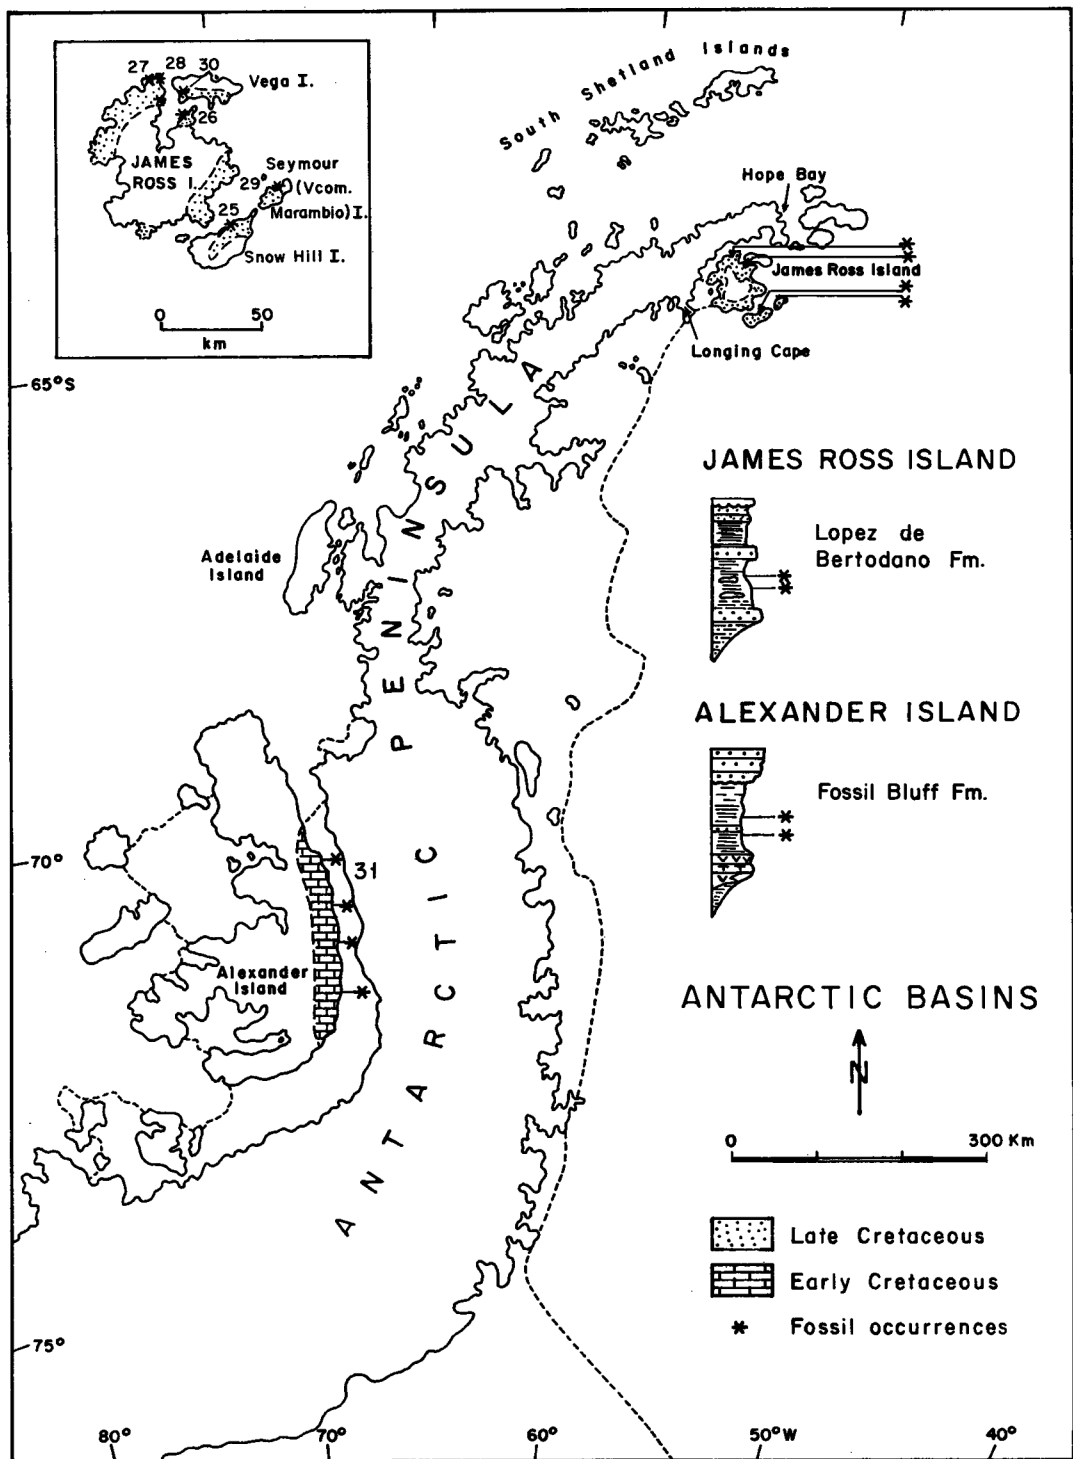 27
28
30
Vega I.
26
JAMES
ROSS I.
Seymour
29
(Vcom.
Marambio) I.
25
Snow Hill I.
0 50
km
South Shetland Islands
Hope Bay
James Ross Island
Longing Cape
65°S
JAMES ROSS ISLAND
Lopez de
Bertodano Fm.
Adelaide
Island
ALEXANDER ISLAND
Fossil Bluff Fm.
70°
31
Alexander
Island
ANTARCTIC PENINSULA
ANTARCTIC BASINS
N
0 300 Km
Late Cretaceous
Early Cretaceous
* Fossil occurrences
75°
80° 70° 60° 50°W 40°